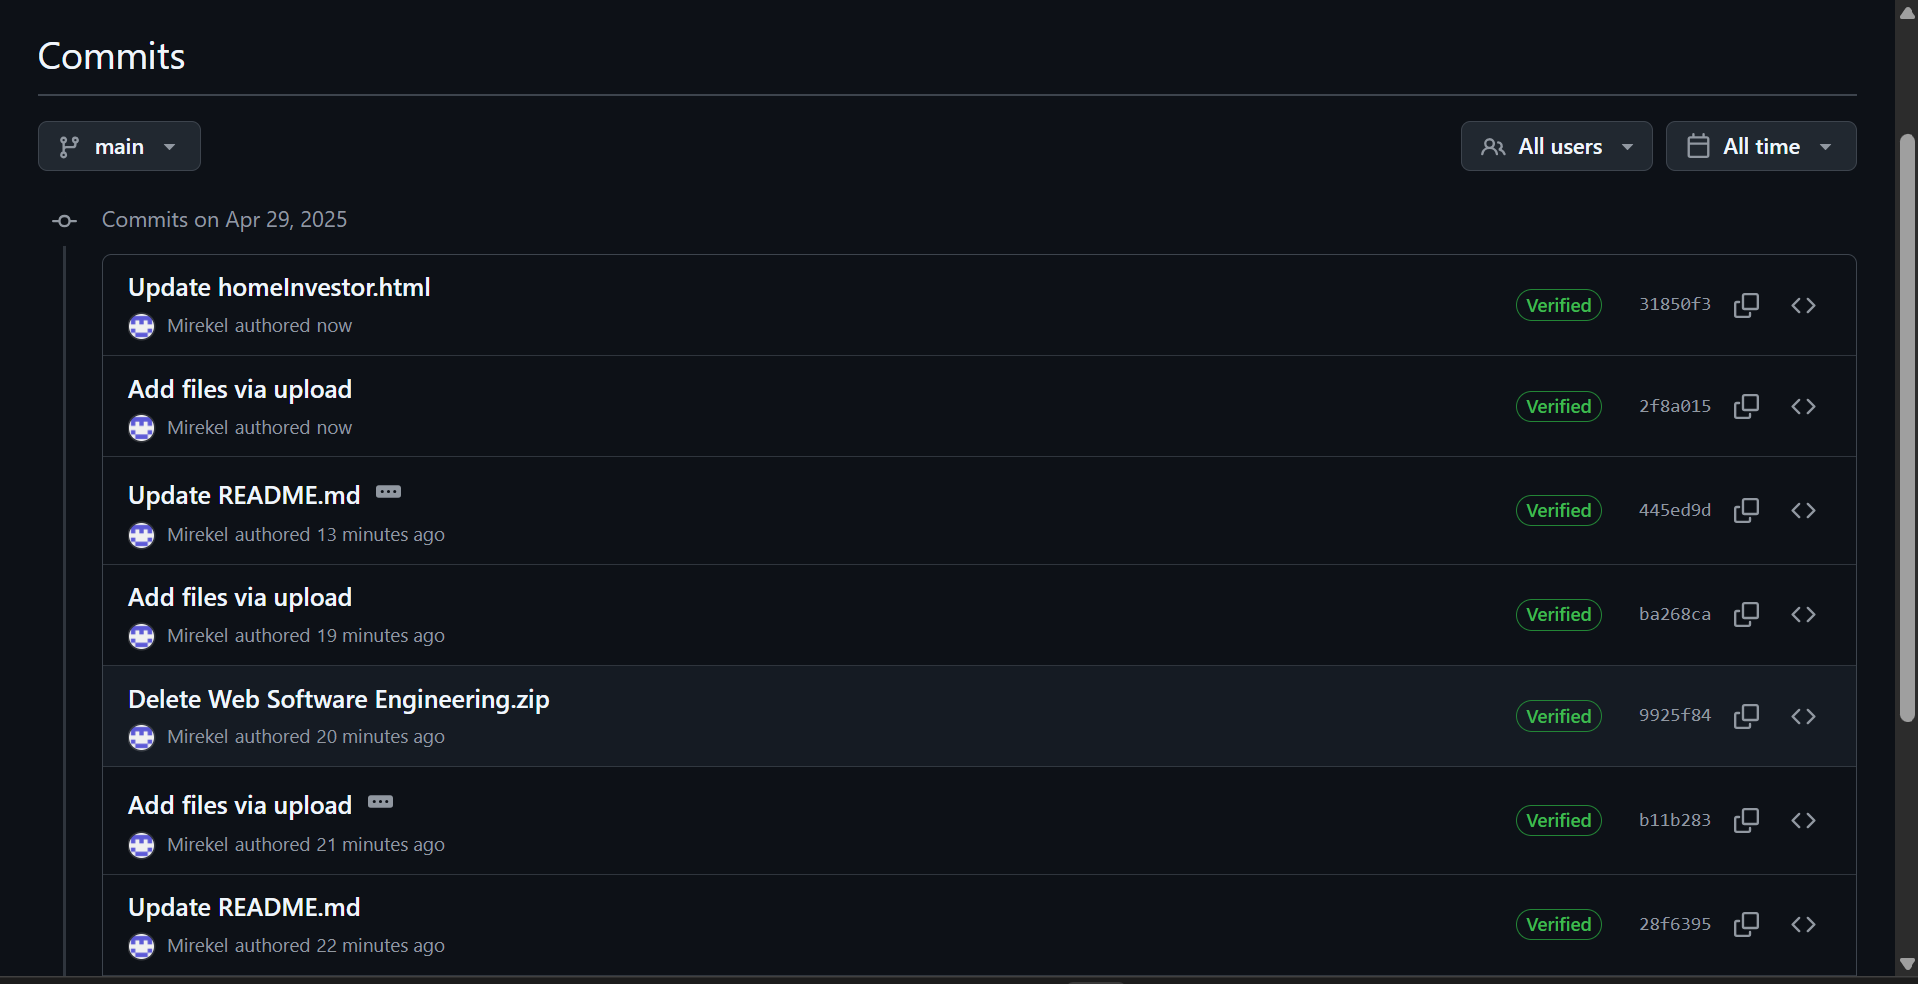 Commits
main
All users
All time
Commits on Apr 29, 2025
Update homeInvestor.html
Mirekel authored now
Verified
31850f3
Add files via upload
Mirekel authored now
Verified
2f8a015
Update README.md
Mirekel authored 13 minutes ago
Verified
445ed9d
Add files via upload
Mirekel authored 19 minutes ago
Verified
ba268ca
Delete Web Software Engineering.zip
Mirekel authored 20 minutes ago
Verified
9925f84
Add files via upload
Mirekel authored 21 minutes ago
Verified
b11b283
Update README.md
Mirekel authored 22 minutes ago
Verified
28f6395